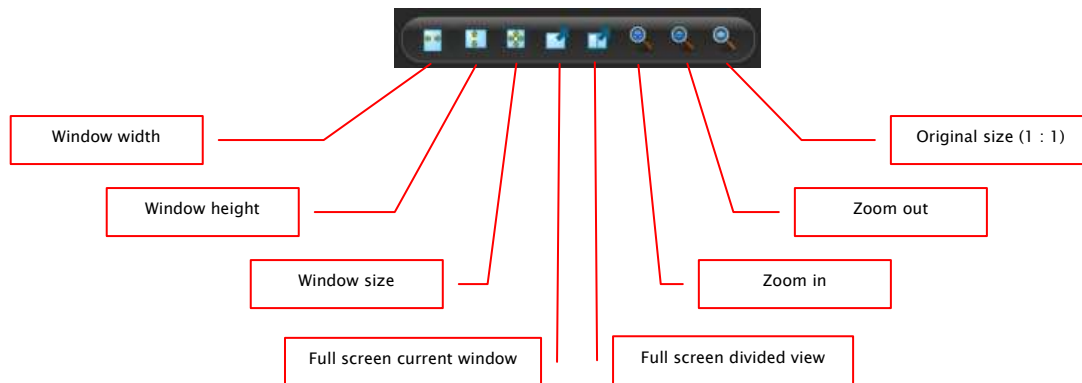 Window width
Original size (1 : 1)
Window height
Zoom out
Window size
Zoom in
Full screen current window
Full screen divided view